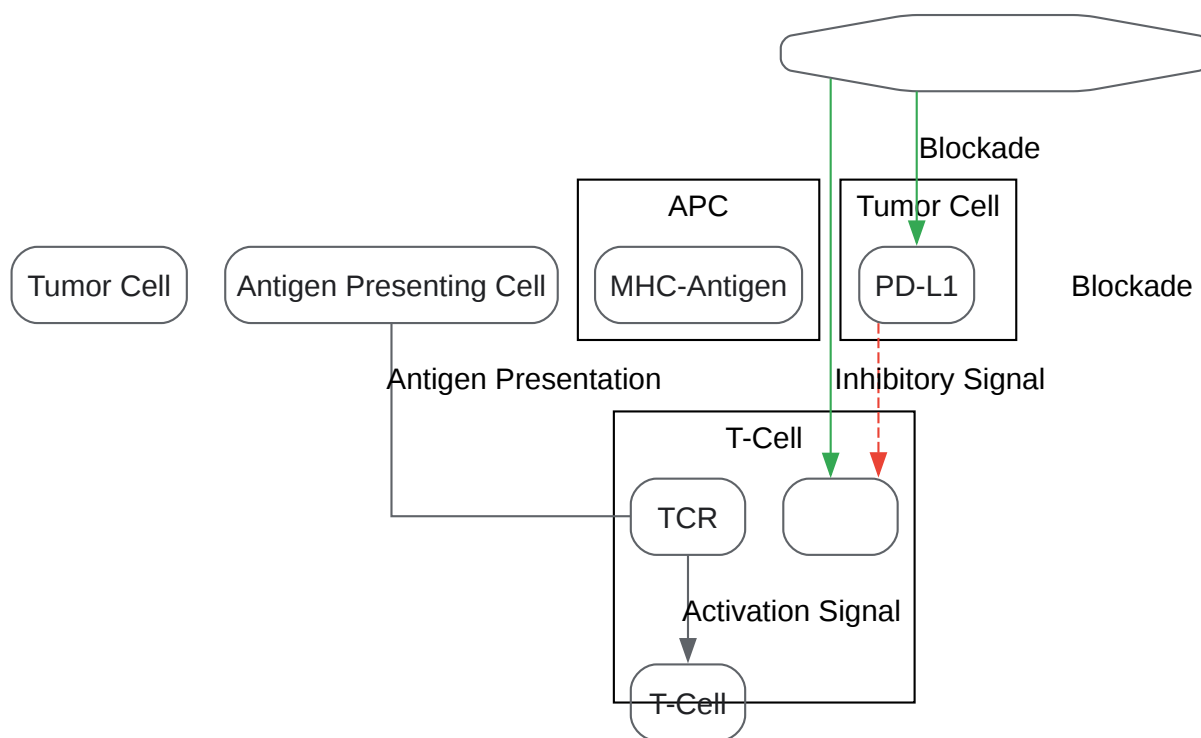 Blockade
APC
Tumor Cell
Tumor Cell
Antigen Presenting Cell
MHC-Antigen
PD-L1
Blockade
Antigen Presentation
Inhibitory Signal
T-Cell
TCR
Activation Signal
T-Cell